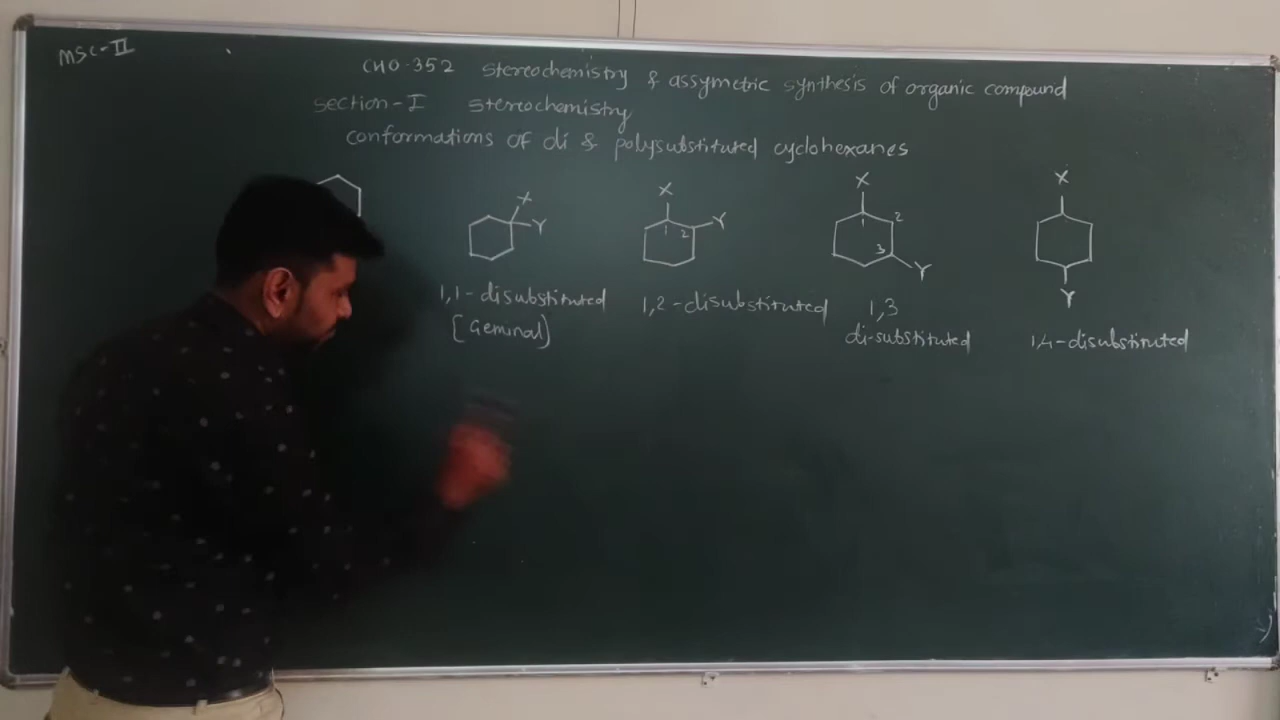 MSC-II
CHO-352 Stereochemistry & assymetric synthesis of organic compound
Section-I Stereochemistry
conformations of di & polysubstituted cyclohexanes
X
Y
1,1-disubstituted
[Geminal)
X
Y
1
2
1,2-disubstituted
X
1
2
3
Y
1,3
di-substituted
X
Y
1,4-disubstituted